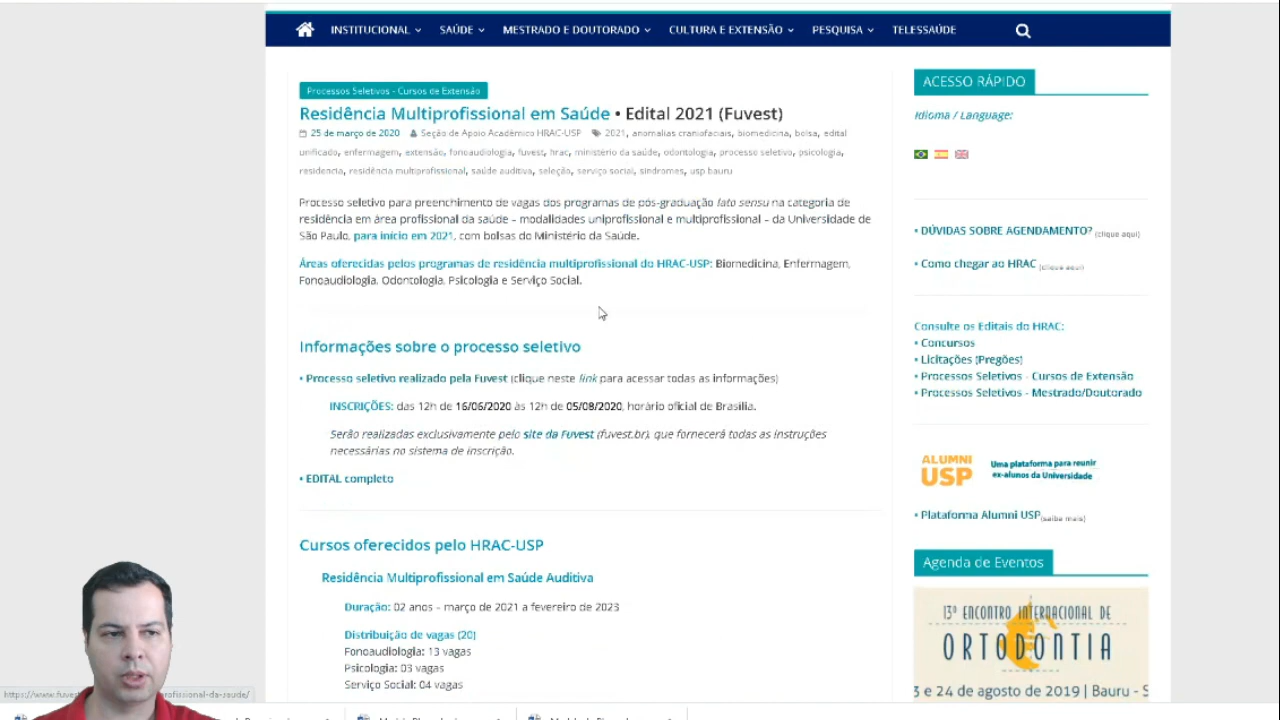 INSTITUCIONAL SAÚDE MESTRADO E DOUTORADO CULTURA E EXTENSÃO PESQUISA TELESSAÚDE
Processos Seletivos - Cursos de Extensão
Residência Multiprofissional em Saúde • Edital 2021 (Fuvest)
25 de março de 2020 Seção de Apoio Acadêmico HRAC-USP 2021, anomalias craniofaciais, biomedicina, bolsa, edital
unificado, enfermagem, extensão, fonoaudiologia, fuvest, hrac, ministério da saúde, odontologia, processo seletivo, psicologia,
residencia, residência multiprofissional, saúde auditiva, seleção, serviço social, síndromes, usp bauru
Processo seletivo para preenchimento de vagas dos programas de pós-graduação lato sensu na categoria de
residência em área profissional da saúde – modalidades uniprofissional e multiprofissional – da Universidade de
São Paulo, para início em 2021, com bolsas do Ministério da Saúde.
Áreas oferecidas pelos programas de residência multiprofissional do HRAC-USP: Biomedicina, Enfermagem,
Fonoaudiologia, Odontologia, Psicologia e Serviço Social.
Informações sobre o processo seletivo
• Processo seletivo realizado pela Fuvest (clique neste link para acessar todas as informações)
INSCRIÇÕES: das 12h de 16/06/2020 às 12h de 05/08/2020, horário oficial de Brasília.
Serão realizadas exclusivamente pelo site da Fuvest (fuvest.br), que fornecerá todas as instruções
necessárias no sistema de inscrição.
• EDITAL completo
Cursos oferecidos pelo HRAC-USP
Residência Multiprofissional em Saúde Auditiva
Duração: 02 anos – março de 2021 a fevereiro de 2023
Distribuição de vagas (20)
Fonoaudiologia: 13 vagas
Psicologia: 03 vagas
Serviço Social: 04 vagas
ACESSO RÁPIDO
Idioma / Language:
• DÚVIDAS SOBRE AGENDAMENTO? (clique aqui)
• Como chegar ao HRAC (clique aqui)
Consulte os Editais do HRAC:
• Concursos
• Licitações (Pregões)
• Processos Seletivos - Cursos de Extensão
• Processos Seletivos - Mestrado/Doutorado
ALUMNI
USP
Uma plataforma para reunir
ex-alunos da Universidade
• Plataforma Alumni USP (saiba mais)
Agenda de Eventos
13º ENCONTRO INTERNACIONAL DE
ORTODONTIA
3 e 24 de agosto de 2019 | Bauru - S
https://www.fuvest